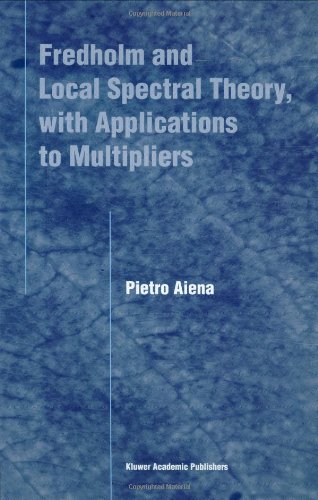 Fredholm and
Local Spectral Theory,
with Applications
to Multipliers
Pietro Aiena
Kluwer Academic Publishers